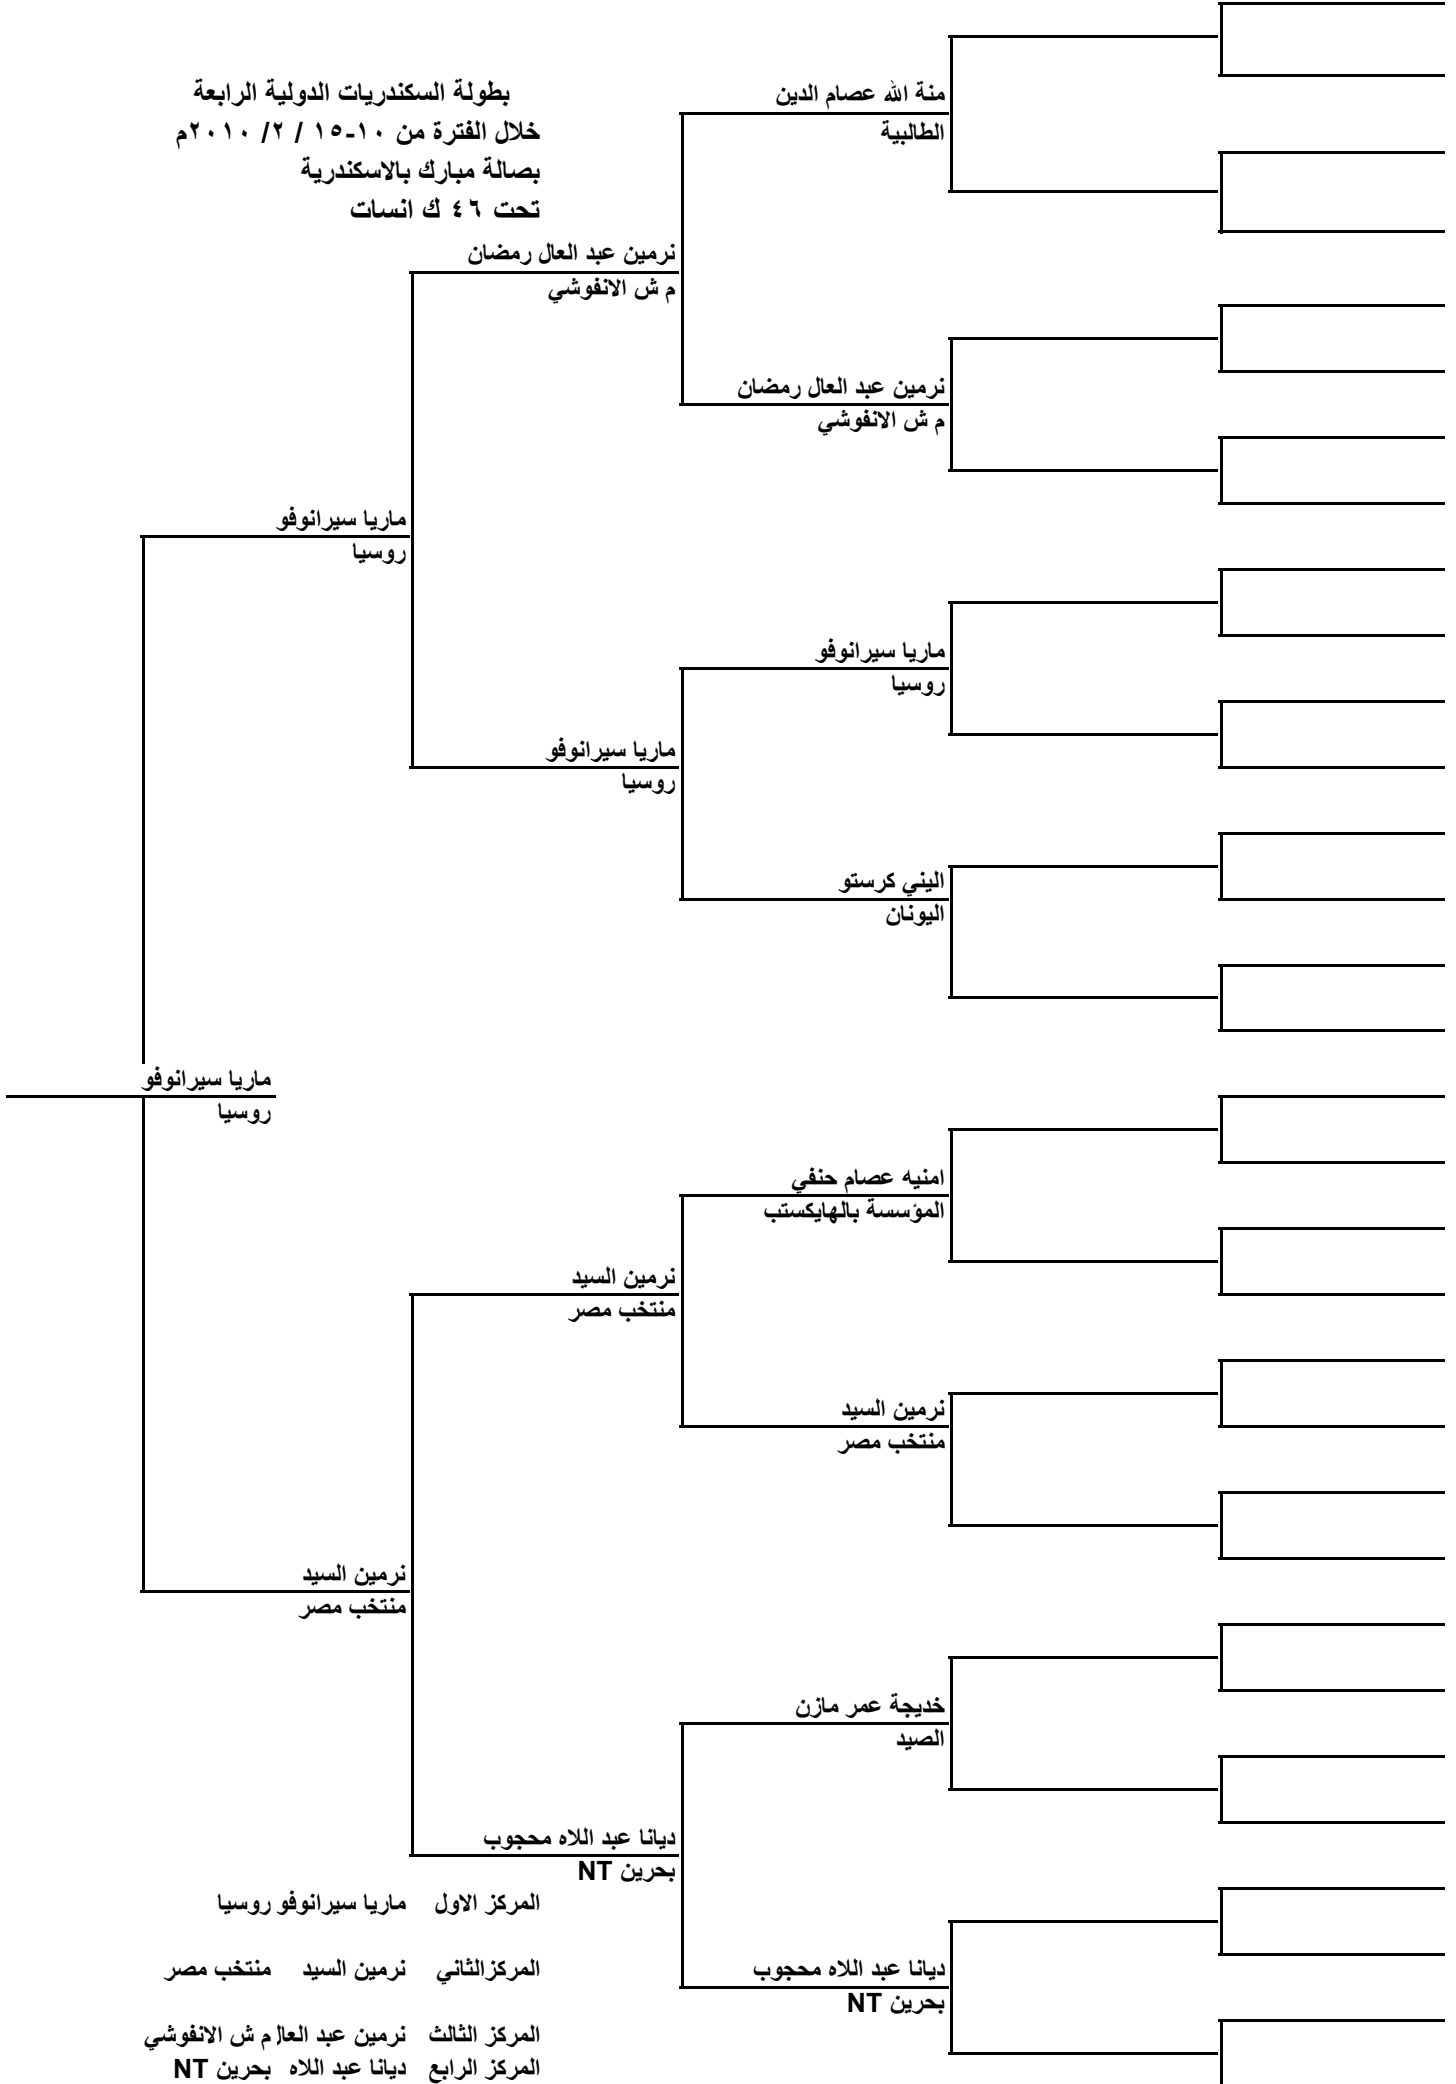 بطولة السكندريات الدولية الرابعة
خلال الفترة من ١٠-١٥ / ٢/ ٢٠١٠م
بصالة مبارك بالاسكندرية
تحت ٤٦ ك انسات
منة الله عصام الدين
الطالبية
نرمين عبد العال رمضان
م ش الانفوشي
نرمين عبد العال رمضان
م ش الانفوشي
ماريا سيرانوفو
روسيا
ماريا سيرانوفو
روسيا
ماريا سيرانوفو
روسيا
اليني كرستو
اليونان
ماريا سيرانوفو
روسيا
امنيه عصام حنفي
المؤسسة بالهايكستب
نرمين السيد
منتخب مصر
نرمين السيد
منتخب مصر
نرمين السيد
منتخب مصر
خديجة عمر مازن
الصيد
ديانا عبد اللاه محجوب
بحرين NT
ديانا عبد اللاه محجوب
بحرين NT
المركز الاول ماريا سيرانوفو روسيا
المركزالثاني نرمين السيد منتخب مصر
المركز الثالث نرمين عبد العال م ش الانفوشي
المركز الرابع ديانا عبد اللاه بحرين NT